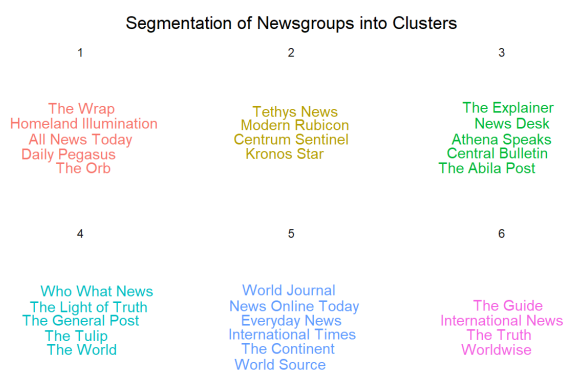 Segmentation of Newsgroups into Clusters
1
2
3
The Wrap
Homeland Illumination
All News Today
Daily Pegasus
The Orb
Tethys News
Modern Rubicon
Centrum Sentinel
Kronos Star
The Explainer
News Desk
Athena Speaks
Central Bulletin
The Abila Post
4
5
6
Who What News
The Light of Truth
The General Post
The Tulip
The World
World Journal
News Online Today
Everyday News
International Times
The Continent
World Source
The Guide
International News
The Truth
Worldwise